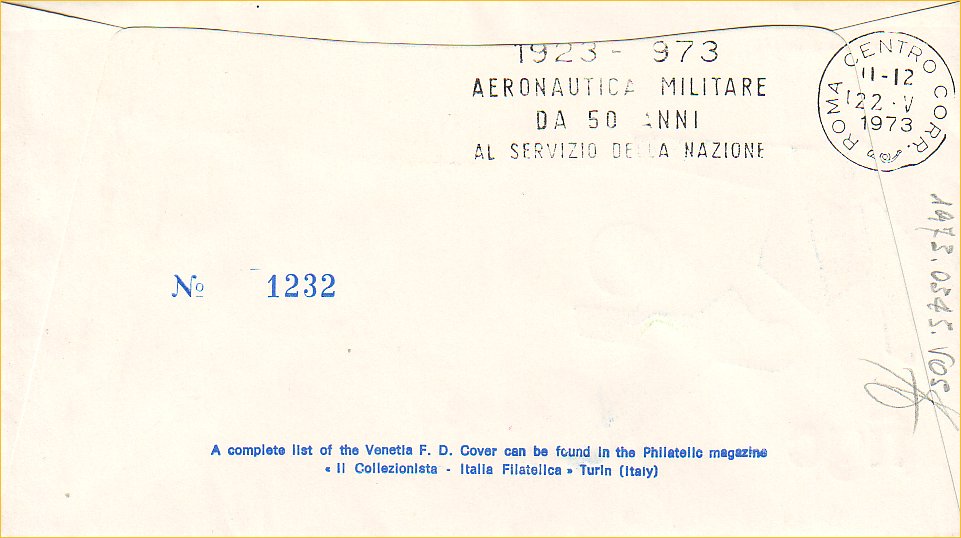 1923 - 973
AERONAUTICA MILITARE
DA 50 ANNI
AL SERVIZIO DELLA NAZIONE
ROMA CENTRO CORR.
11-12
22·V
1973
№ 1232
A complete list of the Venetia F. D. Cover can be found in the Philatelic magazine
« Il Collezionista - Italia Filatelica » Turin (Italy)